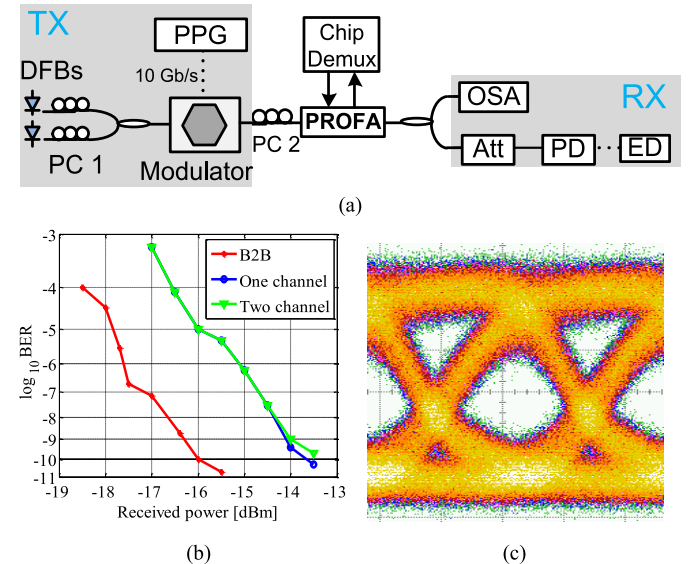 TX
PPG
DFBs
10 Gb/s
PC 1
Modulator
PC 2
Chip
Demux
PROFA
OSA
RX
Att
PD
ED
(a)
-3
-4
-5
-6
-7
-8
-9
-10
-11
log 10 BER
B2B
One channel
Two channel
-19 -18 -17 -16 -15 -14 -13
Received power [dBm]
(b)
(c)